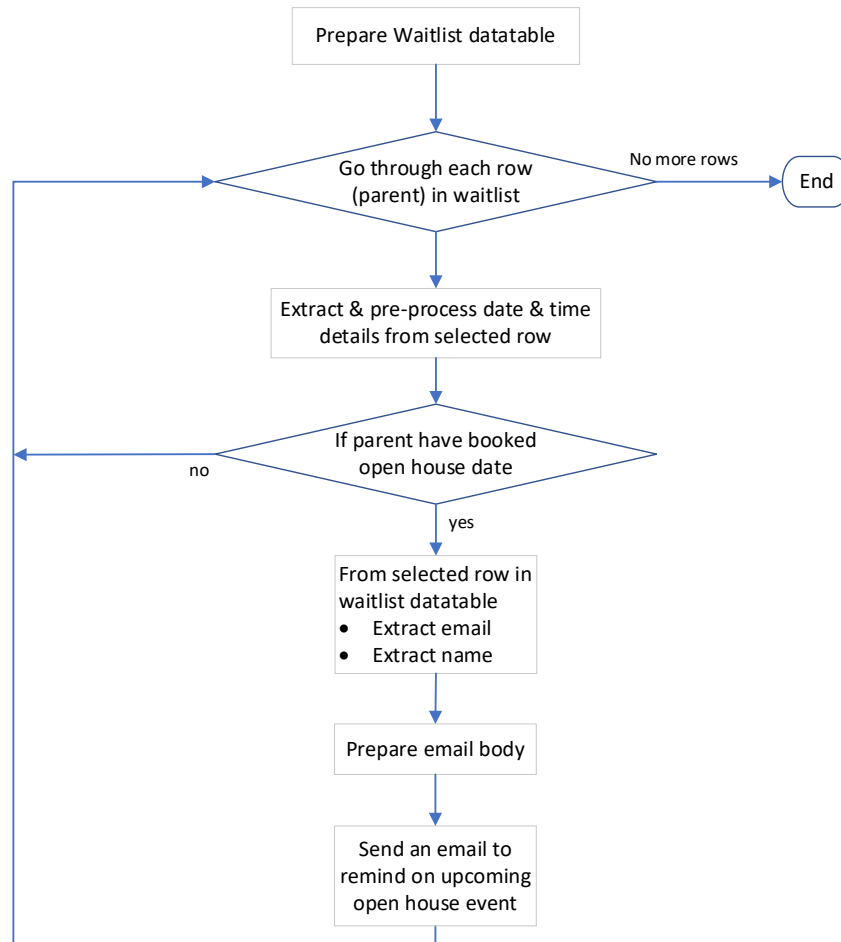 Prepare Waitlist datatable
Go through each row
(parent) in waitlist
No more rows
End
Extract & pre-process date & time
details from selected row
If parent have booked
open house date
no
yes
From selected row in
waitlist datatable
• Extract email
• Extract name
Prepare email body
Send an email to
remind on upcoming
open house event